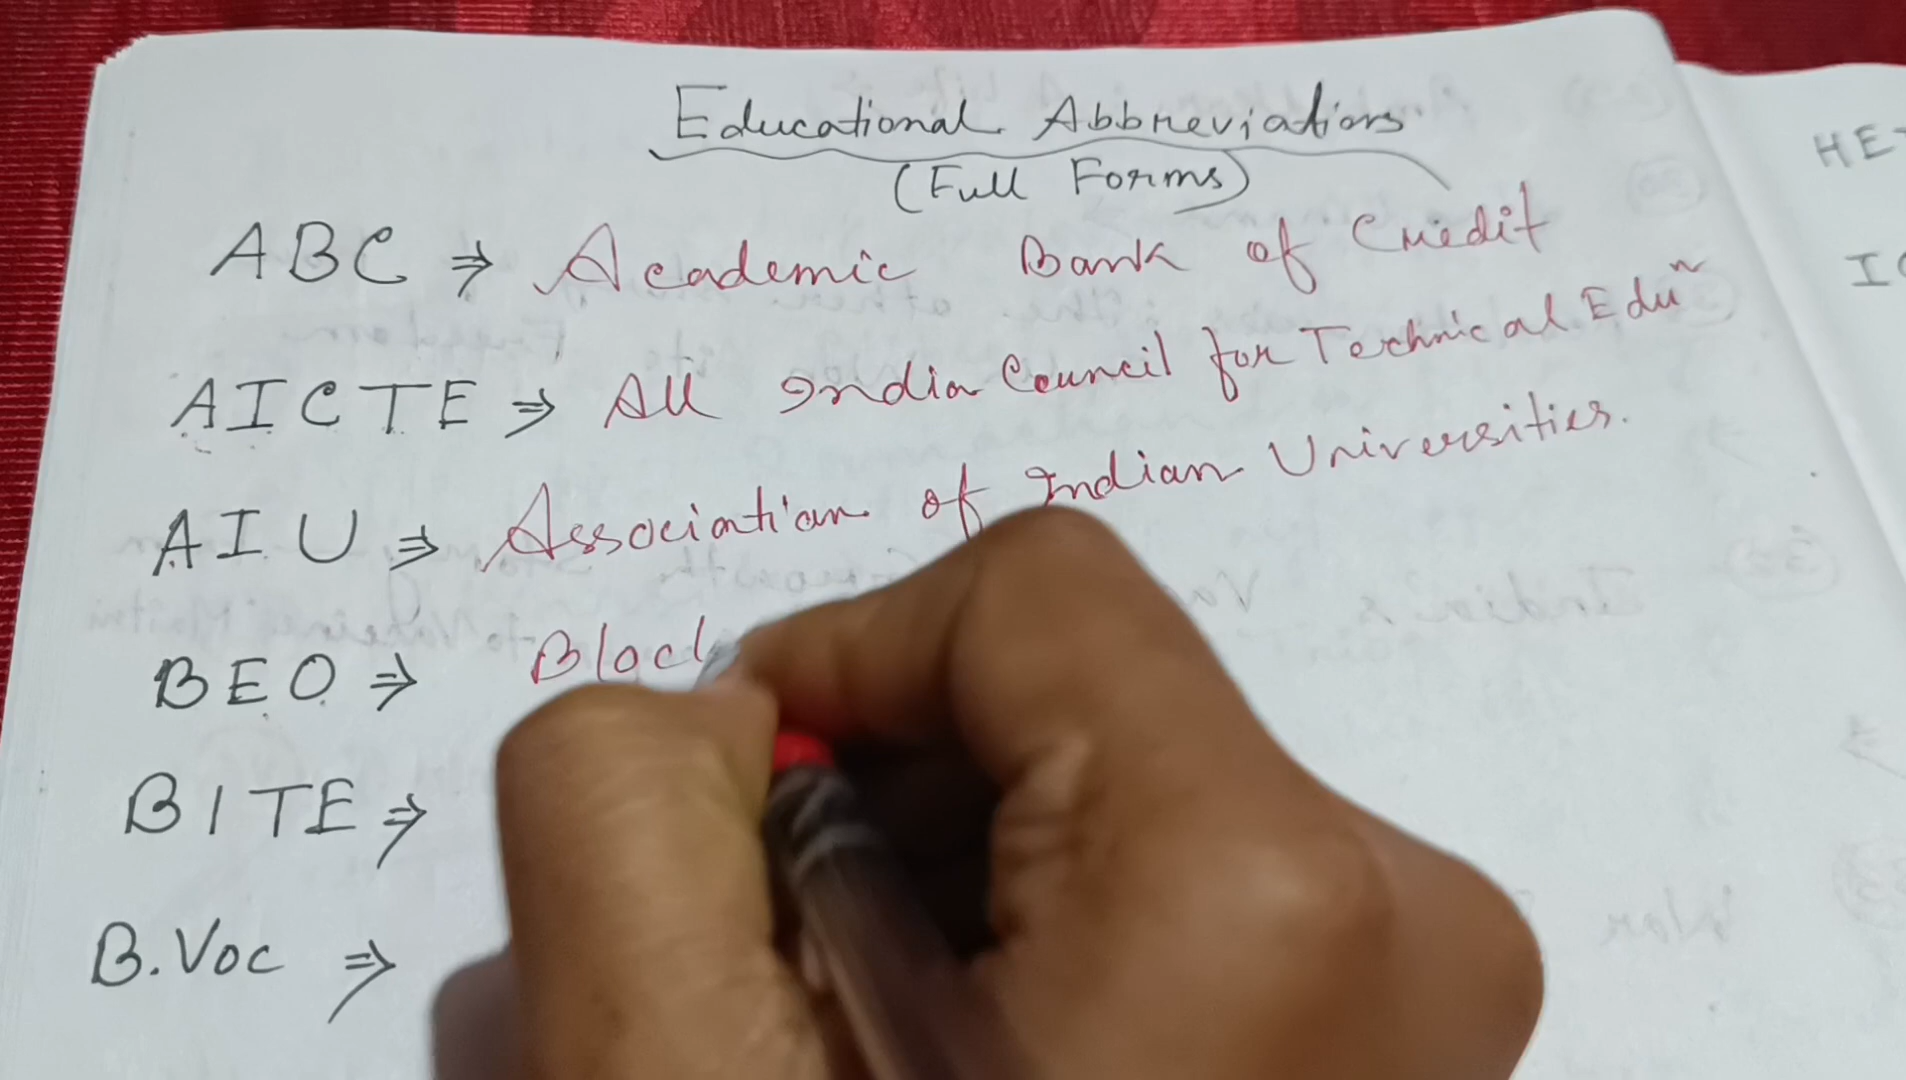 Educational Abbreviations
(Full Forms)
ABC ⇒ Academic Bank of Credit
AICTE ⇒ All India Council for Technical Eduⁿ
AIU ⇒ Association of Indian Universities.
BEO ⇒ Block
BITE ⇒
B.Voc ⇒
HE
I